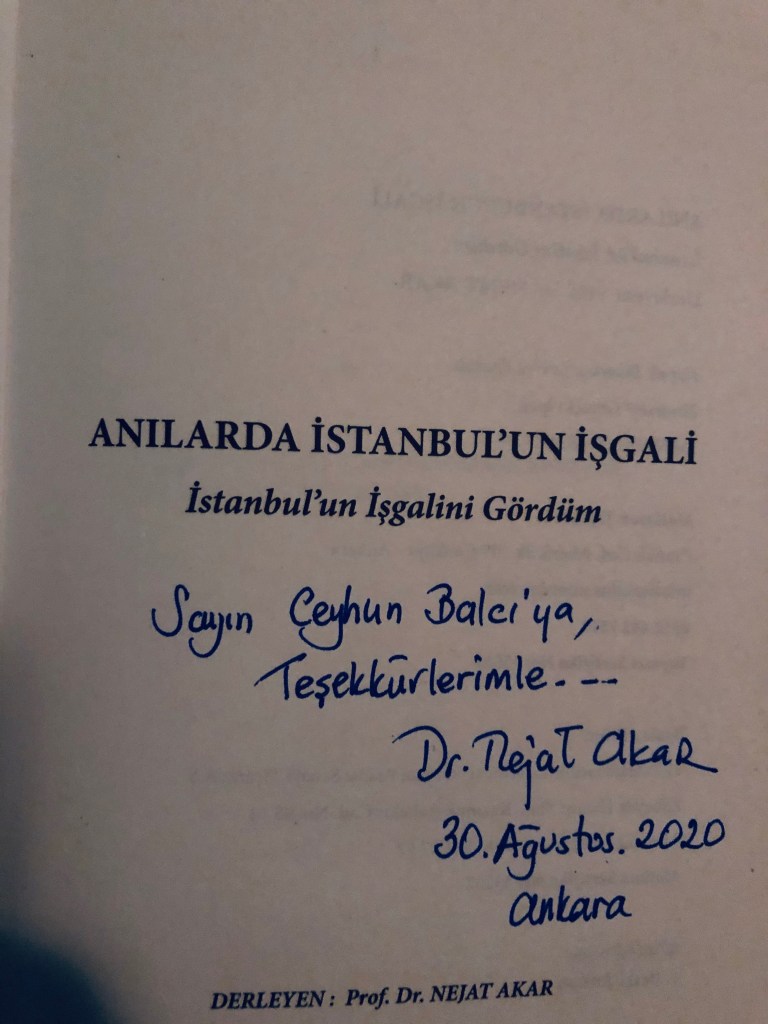 ANILARDA İSTANBUL'UN İŞGALİ
İstanbul'un İşgalini Gördüm
Sayın Ceyhun Balcı'ya,
Teşekkürlerimle. --
Dr. Nejat Akar
30. Ağustos. 2020
Ankara
DERLEYEN : Prof. Dr. NEJAT AKAR